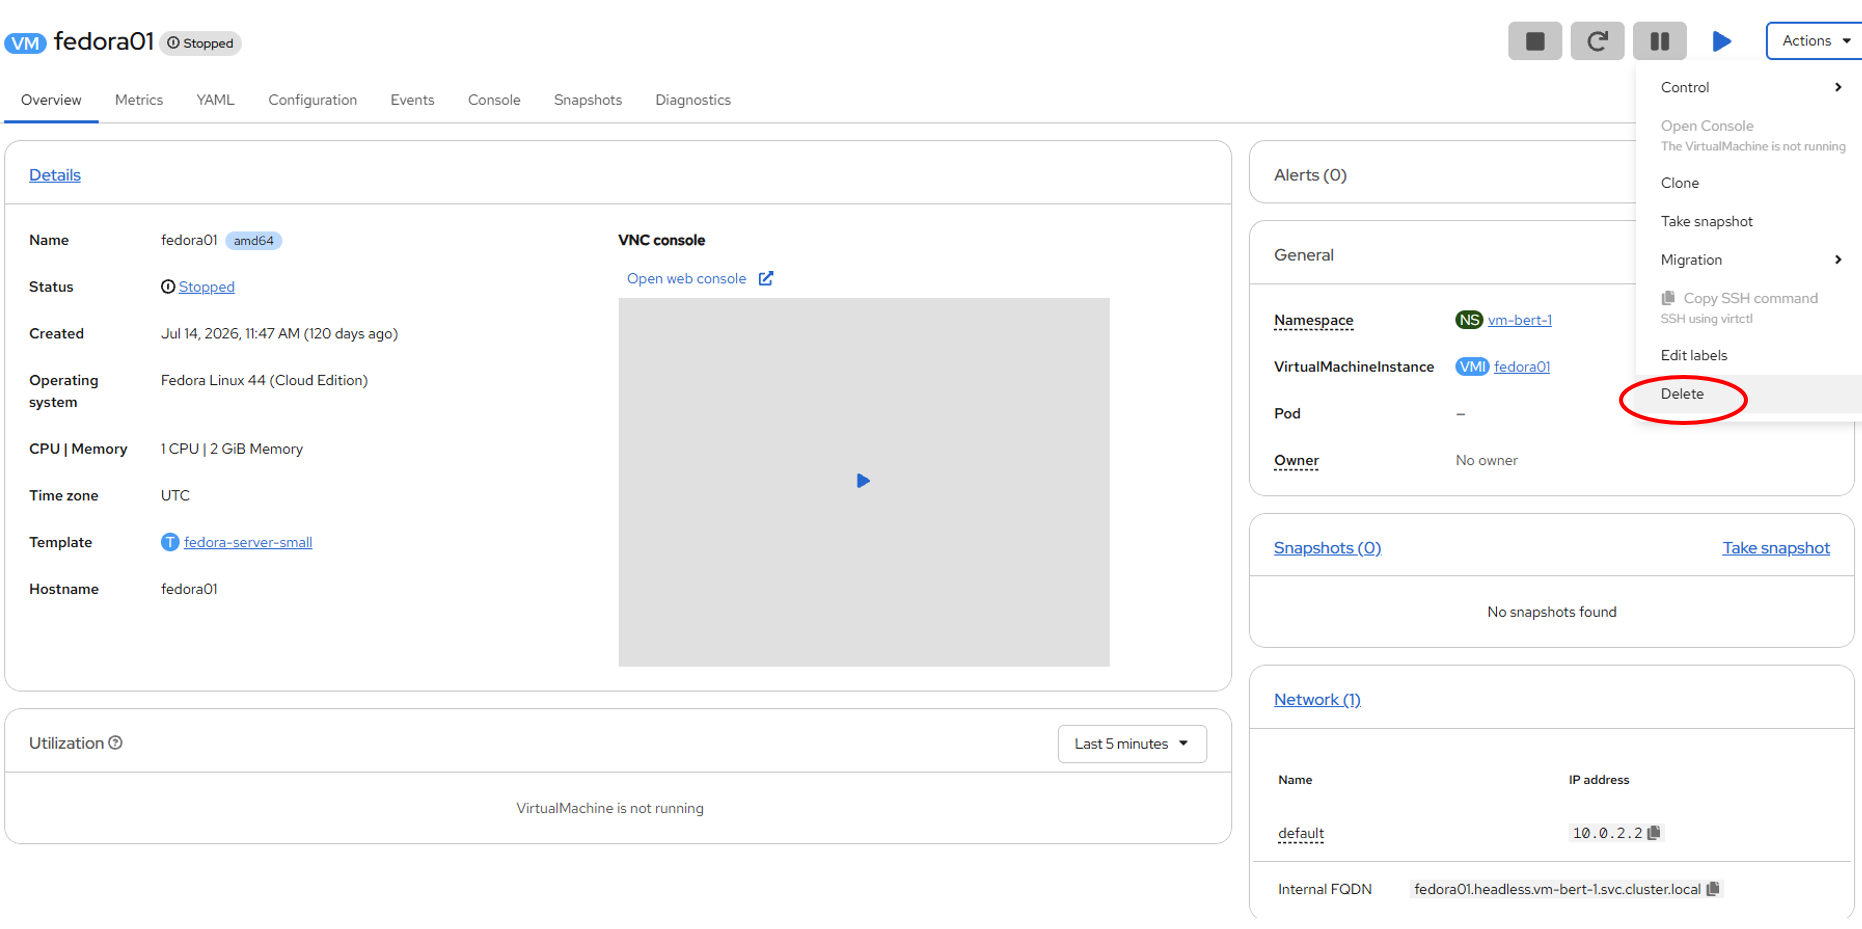 VM fedora01 Stopped
Actions
Overview Metrics YAML Configuration Events Console Snapshots Diagnostics
Control
Open Console
The VirtualMachine is not running
Clone
Take snapshot
Migration
Copy SSH command
SSH using virtctl
Edit labels
Delete
Details
Name fedora01 amd64
Status Stopped
Created Jul 14, 2026, 11:47 AM (120 days ago)
Operating system Fedora Linux 44 (Cloud Edition)
CPU | Memory 1 CPU | 2 GiB Memory
Time zone UTC
Template T fedora-server-small
Hostname fedora01
VNC console
Open web console
Utilization
Last 5 minutes
VirtualMachine is not running
Alerts (0)
General
Namespace NS vm-bert-1
VirtualMachineInstance VMI fedora01
Pod –
Owner No owner
Snapshots (0) Take snapshot
No snapshots found
Network (1)
Name IP address
default 10.0.2.2
Internal FQDN fedora01.headless.vm-bert-1.svc.cluster.local